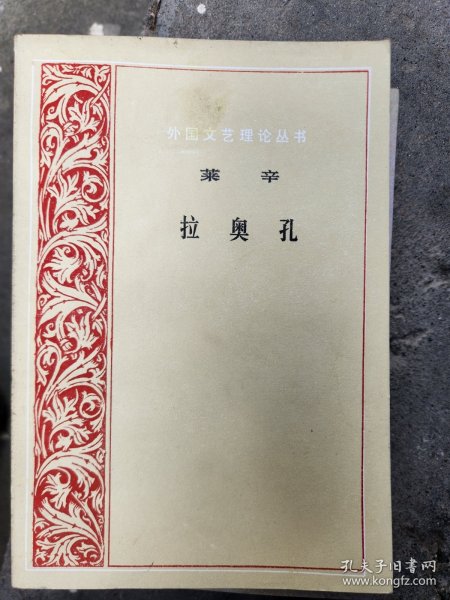 外国文艺理论丛书
莱 辛
拉 奥 孔
孔夫子旧书网
www.kongfz.com